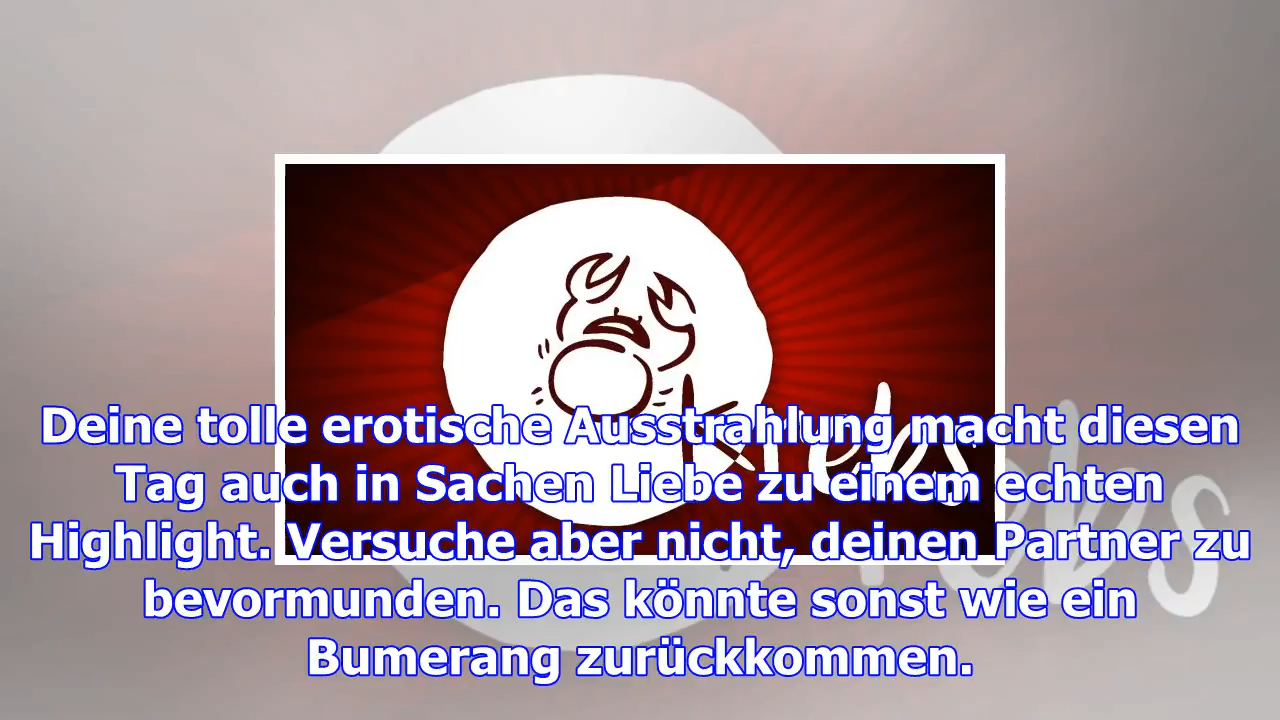 Krebs
Deine tolle erotische Ausstrahlung macht diesen
Tag auch in Sachen Liebe zu einem echten
Highlight. Versuche aber nicht, deinen Partner zu
bevormunden. Das könnte sonst wie ein
Bumerang zurückkommen.